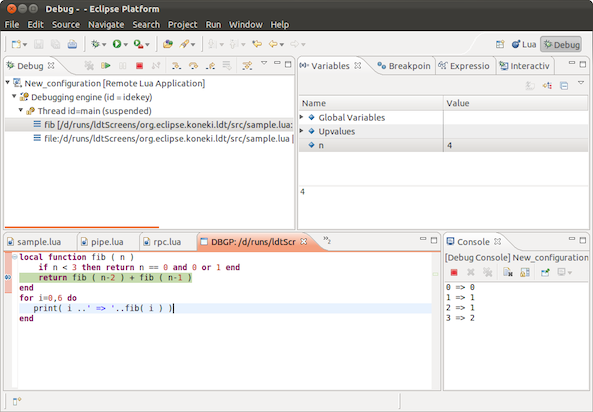 Debug - - Eclipse Platform
File Edit Source Navigate Search Project Run Window Help
Lua Debug
Debug
New_configuration [Remote Lua Application]
Debugging engine (id = idekey)
Thread id=main (suspended)
fib [/d/runs/ldtScreens/org.eclipse.koneki.ldt/src/sample.lua:
file:/d/runs/ldtScreens/org.eclipse.koneki.ldt/src/sample.lua
Variables Breakpoin Expressio Interactiv
Name Value
Global Variables
Upvalues
n 4
4
sample.lua pipe.lua rpc.lua DBGP: /d/runs/ldtScr »2
local function fib ( n )
if n < 3 then return n == 0 and 0 or 1 end
return fib ( n-2 ) + fib ( n-1 )
end
for i=0,6 do
print( i ..' => '..fib( i ) )
end
Console
[Debug Console] New_configuration
0 => 0
1 => 1
2 => 1
3 => 2